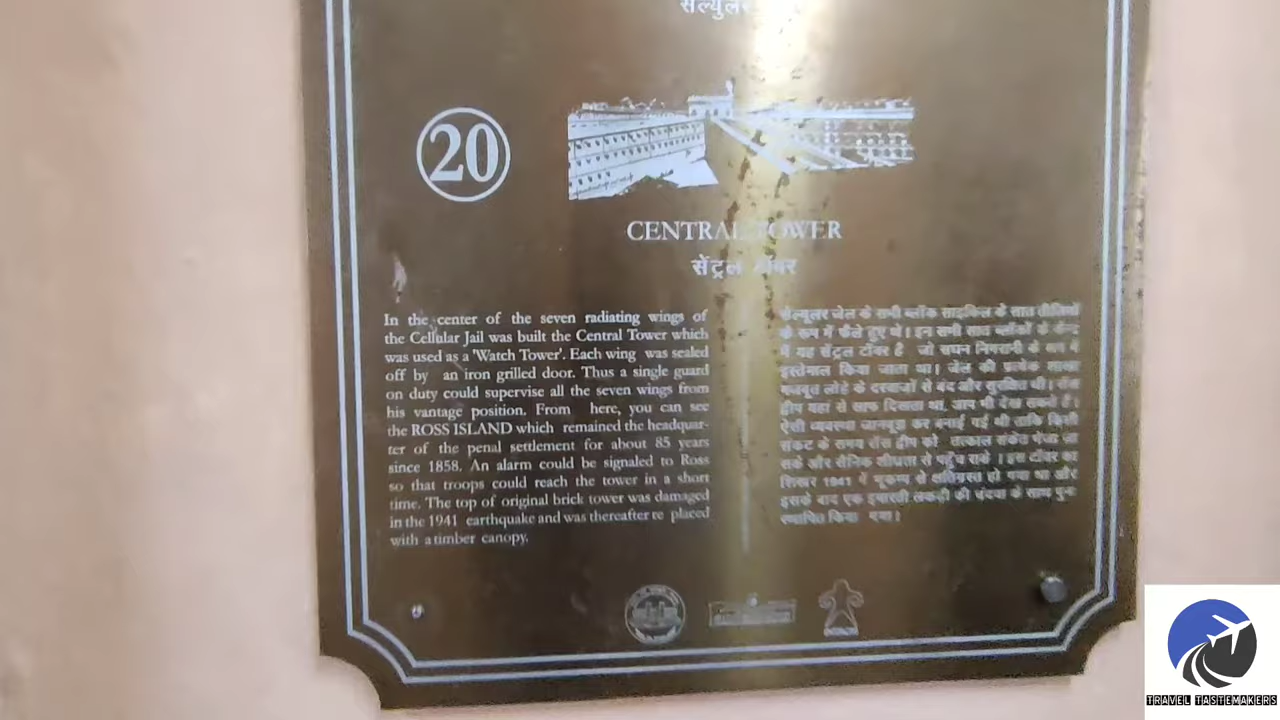 सेल्युलर
20
CENTRAL TOWER
सेंट्रल टॉवर
In the center of the seven radiating wings of
the Cellular Jail was built the Central Tower which
was used as a 'Watch Tower'. Each wing was sealed
off by an iron grilled door. Thus a single guard
on duty could supervise all the seven wings from
his vantage position. From here, you can see
the ROSS ISLAND which remained the headquar-
ter of the penal settlement for about 85 years
since 1858. An alarm could be signaled to Ross
so that troops could reach the tower in a short
time. The top of original brick tower was damaged
in the 1941 earthquake and was thereafter re placed
with a timber canopy.
सेल्यूलर जेल के सभी ब्लॉक साइकिल के सात तीलियों
के रूप में फैले हुए थे। इन सभी सात ब्लॉकों के केन्द्र
में यह सेंट्रल टॉवर है जो सघन निगरानी के रूप में
इस्तेमाल किया जाता था। जेल की प्रत्येक शाखा
मजबूत लोहे के दरवाजों से बंद और सुरक्षित थी। रॉस
द्वीप यहा से साफ दिखता था, आप भी देख सकते हैं।
ऐसी व्यवस्था जानबूझ कर बनाई गई थी ताकि किसी
संकट के समय रॉस द्वीप को तत्काल संकेत भेजा जा
सके और सैनिक शीघ्रता से पहुँच सके । इस टॉवर का
शिखर 1941 में भूकम्प से क्षतिग्रस्त हो गया था और
इसके बाद एक इमारती लकड़ी की चंदवा के साथ पुनः
स्थापित किया गया।
TRAVEL TASTEMAKERS